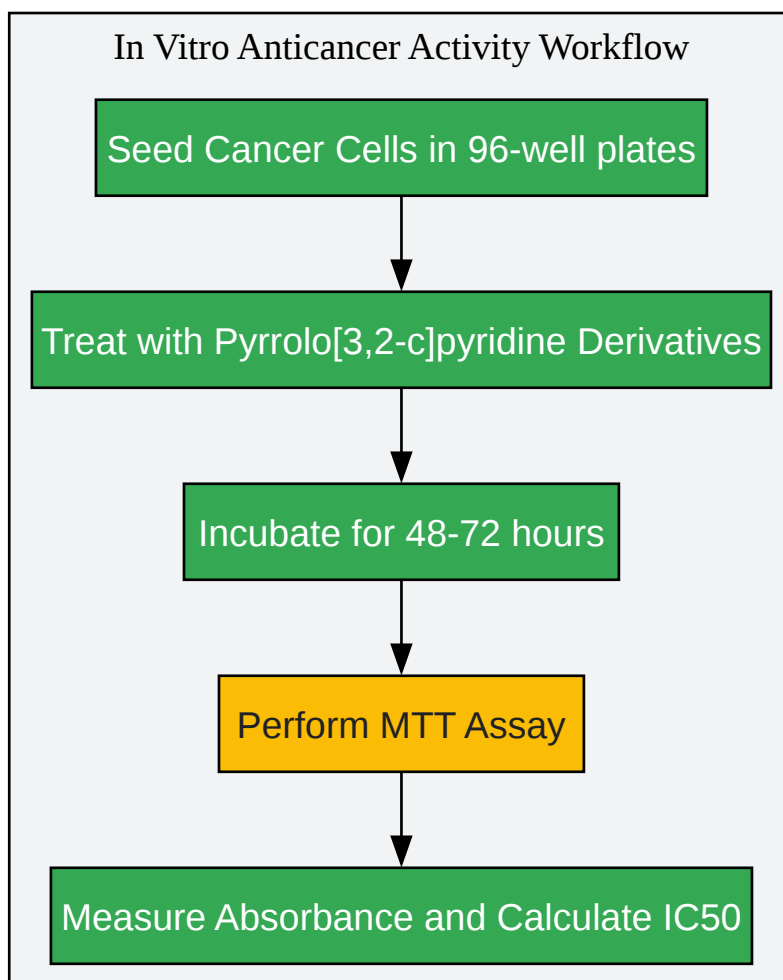 In Vitro Anticancer Activity Workflow
Seed Cancer Cells in 96-well plates
Treat with Pyrrolo[3,2-c]pyridine Derivatives
Incubate for 48-72 hours
Perform MTT Assay
Measure Absorbance and Calculate IC50